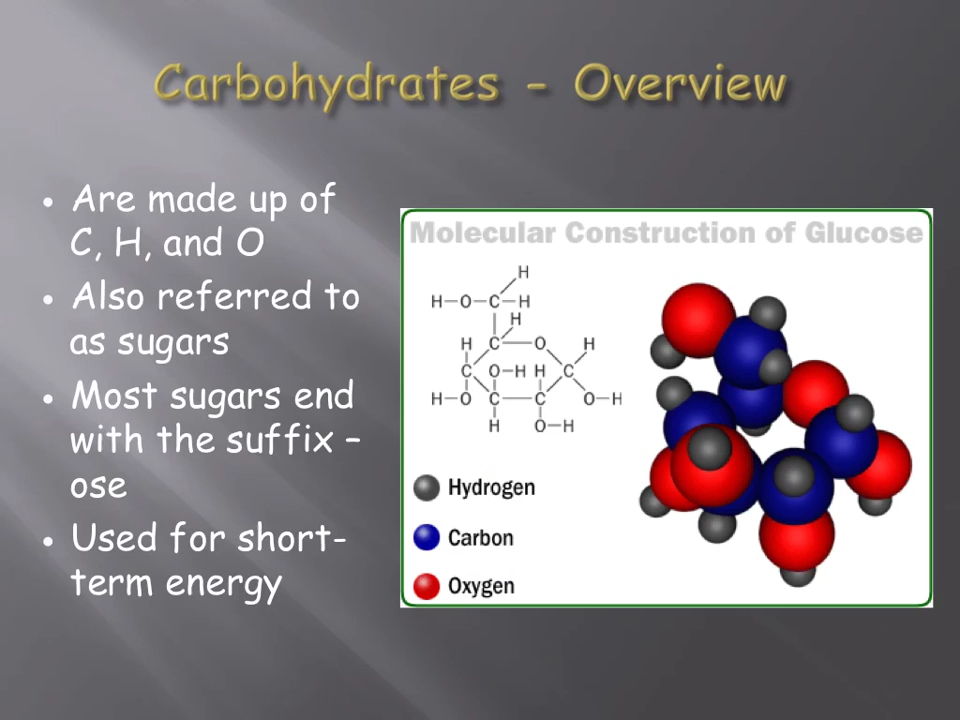 Carbohydrates - Overview
• Are made up of
C, H, and O
• Also referred to
as sugars
• Most sugars end
with the suffix –
ose
• Used for short-
term energy
Molecular Construction of Glucose
H
H—O—C—H
H
H C—O H
C O—H H C
H—O C—C O—H
H O—H
Hydrogen
Carbon
Oxygen